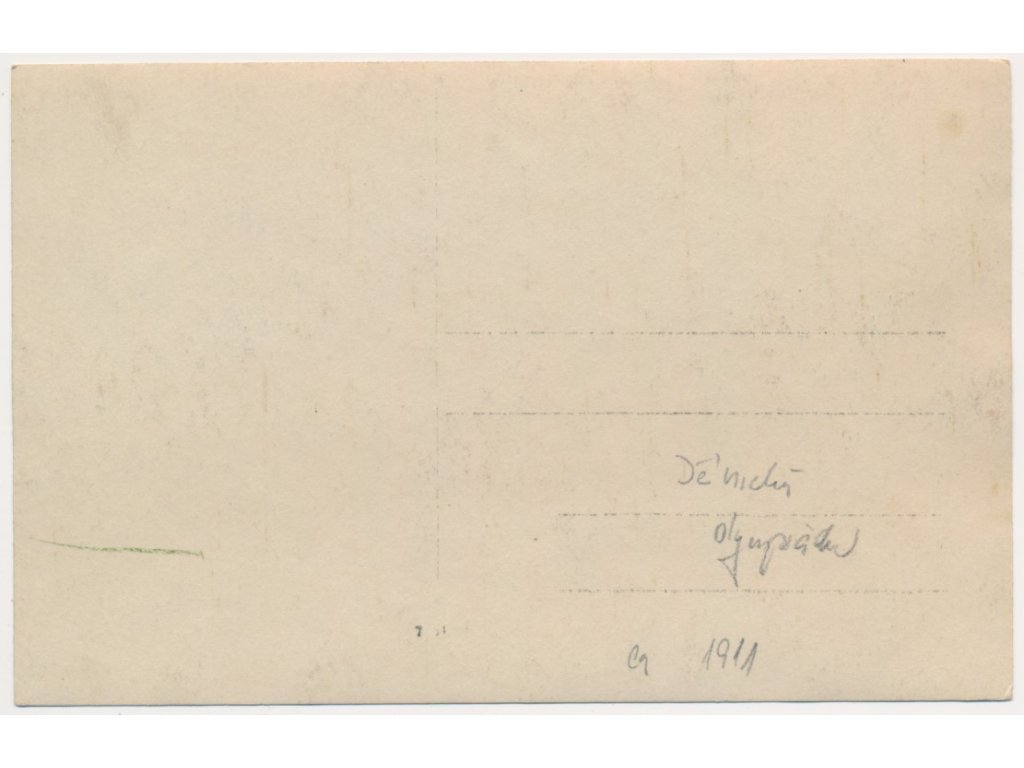 Dělnická
olympiáda
ca 1911